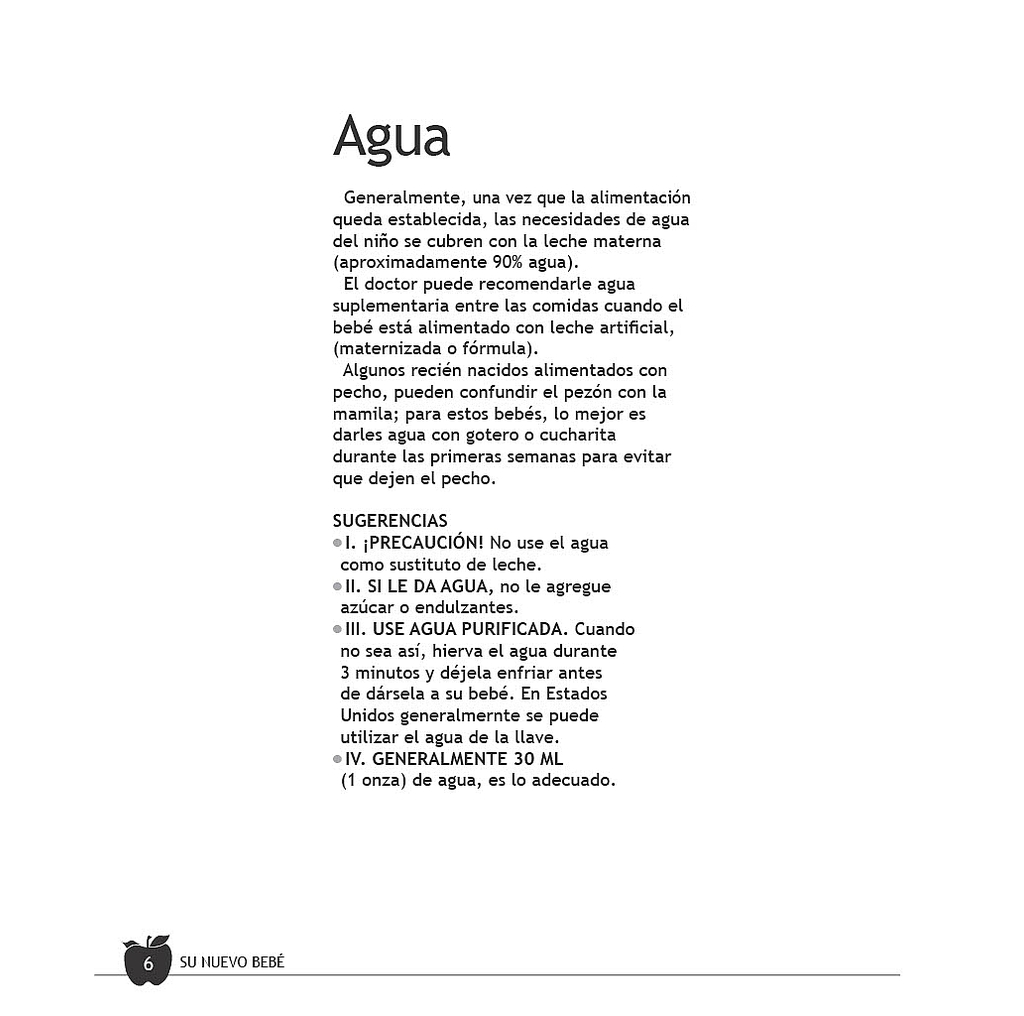 Agua
Generalmente, una vez que la alimentación
queda establecida, las necesidades de agua
del niño se cubren con la leche materna
(aproximadamente 90% agua).
El doctor puede recomendarle agua
suplementaria entre las comidas cuando el
bebé está alimentado con leche artificial,
(maternizada o fórmula).
Algunos recién nacidos alimentados con
pecho, pueden confundir el pezón con la
mamila; para estos bebés, lo mejor es
darles agua con gotero o cucharita
durante las primeras semanas para evitar
que dejen el pecho.
SUGERENCIAS
I. ¡PRECAUCIÓN! No use el agua
como sustituto de leche.
II. SI LE DA AGUA, no le agregue
azúcar o endulzantes.
III. USE AGUA PURIFICADA. Cuando
no sea así, hierva el agua durante
3 minutos y déjela enfriar antes
de dársela a su bebé. En Estados
Unidos generalmernte se puede
utilizar el agua de la llave.
IV. GENERALMENTE 30 ML
(1 onza) de agua, es lo adecuado.
6 SU NUEVO BEBÉ